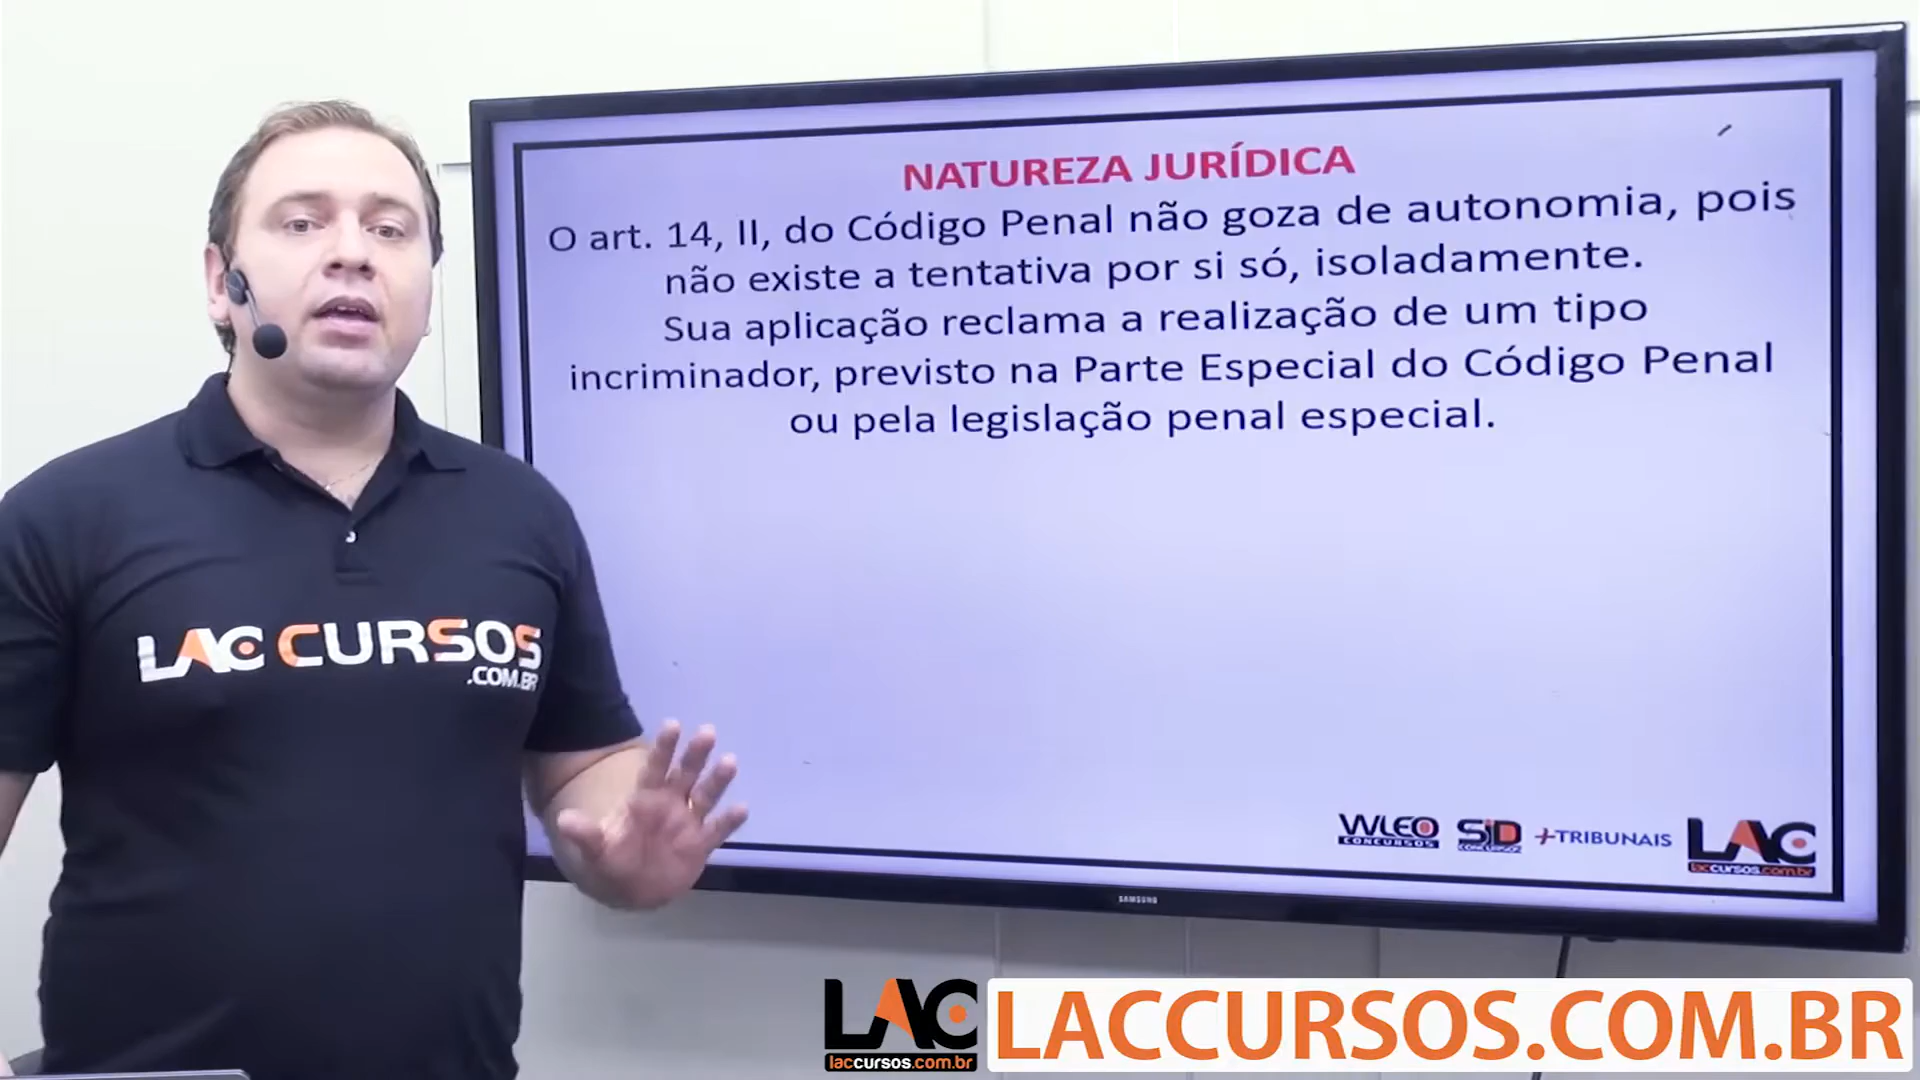 NATUREZA JURÍDICA
O art. 14, II, do Código Penal não goza de autonomia, pois
não existe a tentativa por si só, isoladamente.
Sua aplicação reclama a realização de um tipo
incriminador, previsto na Parte Especial do Código Penal
ou pela legislação penal especial.
LAC CURSOS
.COM.BR
WLEO
CONCURSOS
SID
CONCURSOS
+TRIBUNAIS
LAC
laccursos.com.br
SAMSUNG
LAC
laccursos.com.br
LACCURSOS.COM.BR